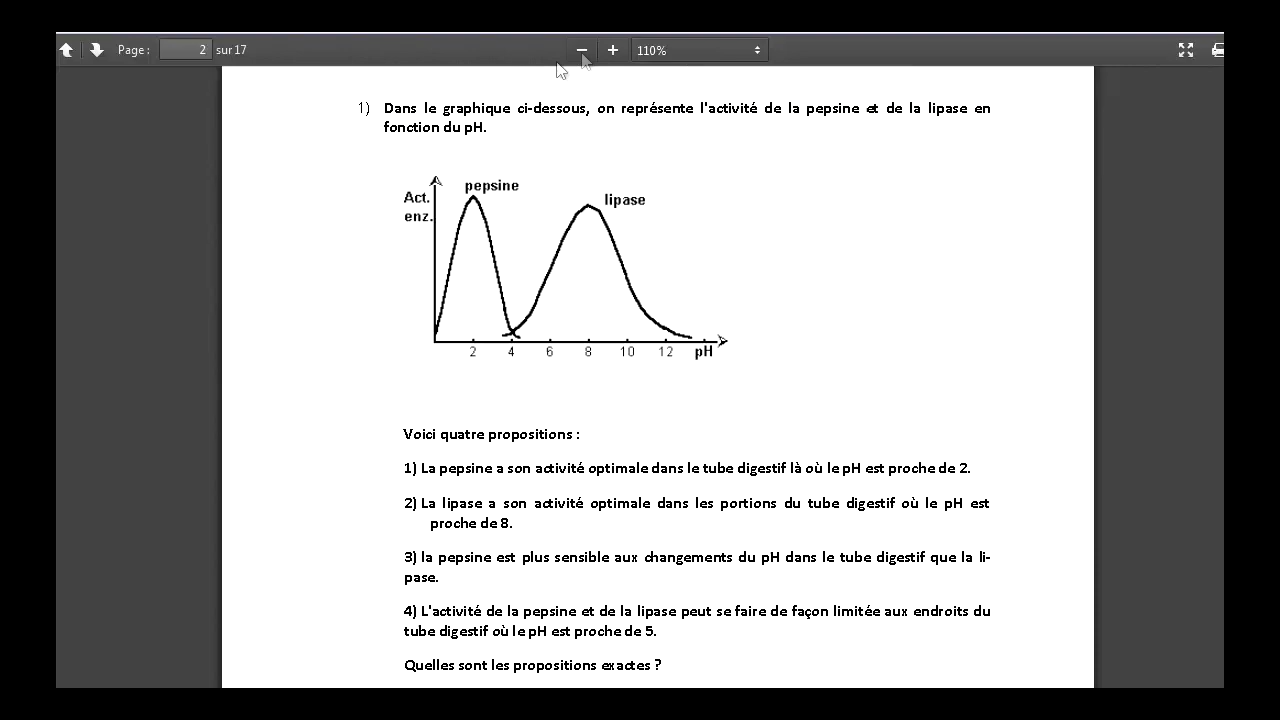 Page : 2 sur 17 110%
1) Dans le graphique ci-dessous, on représente l'activité de la pepsine et de la lipase en
fonction du pH.
pepsine
Act. lipase
enz.
2 4 6 8 10 12 pH
Voici quatre propositions :
1) La pepsine a son activité optimale dans le tube digestif là où le pH est proche de 2.
2) La lipase a son activité optimale dans les portions du tube digestif où le pH est
proche de 8.
3) la pepsine est plus sensible aux changements du pH dans le tube digestif que la li-
pase.
4) L'activité de la pepsine et de la lipase peut se faire de façon limitée aux endroits du
tube digestif où le pH est proche de 5.
Quelles sont les propositions exactes ?